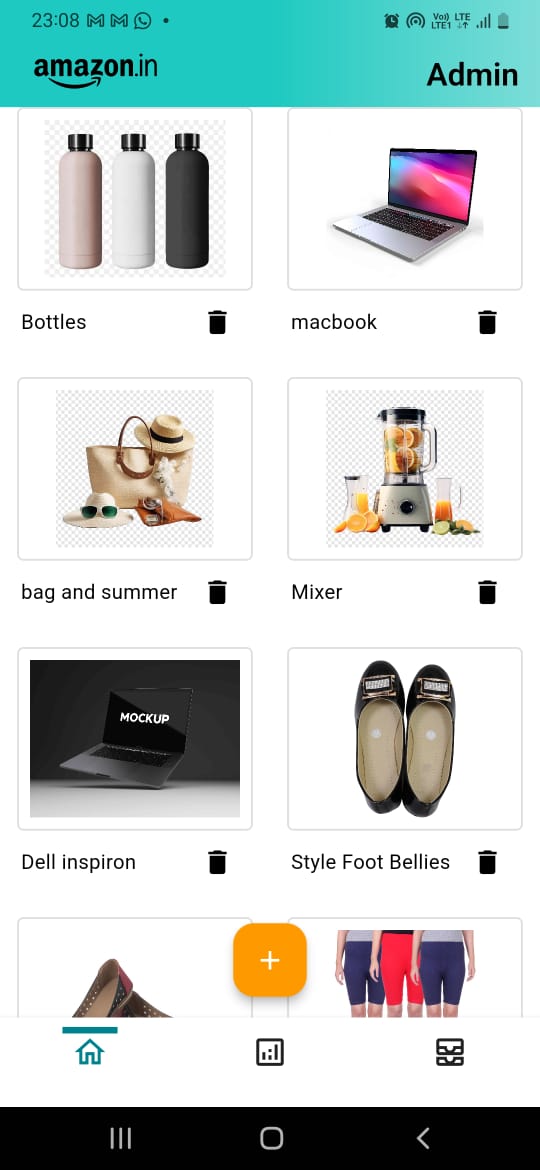 23:08
Vo) LTE
LTE1
amazon.in
Admin
Bottles
macbook
bag and summer
Mixer
MOCKUP
Dell inspiron
Style Foot Bellies
+